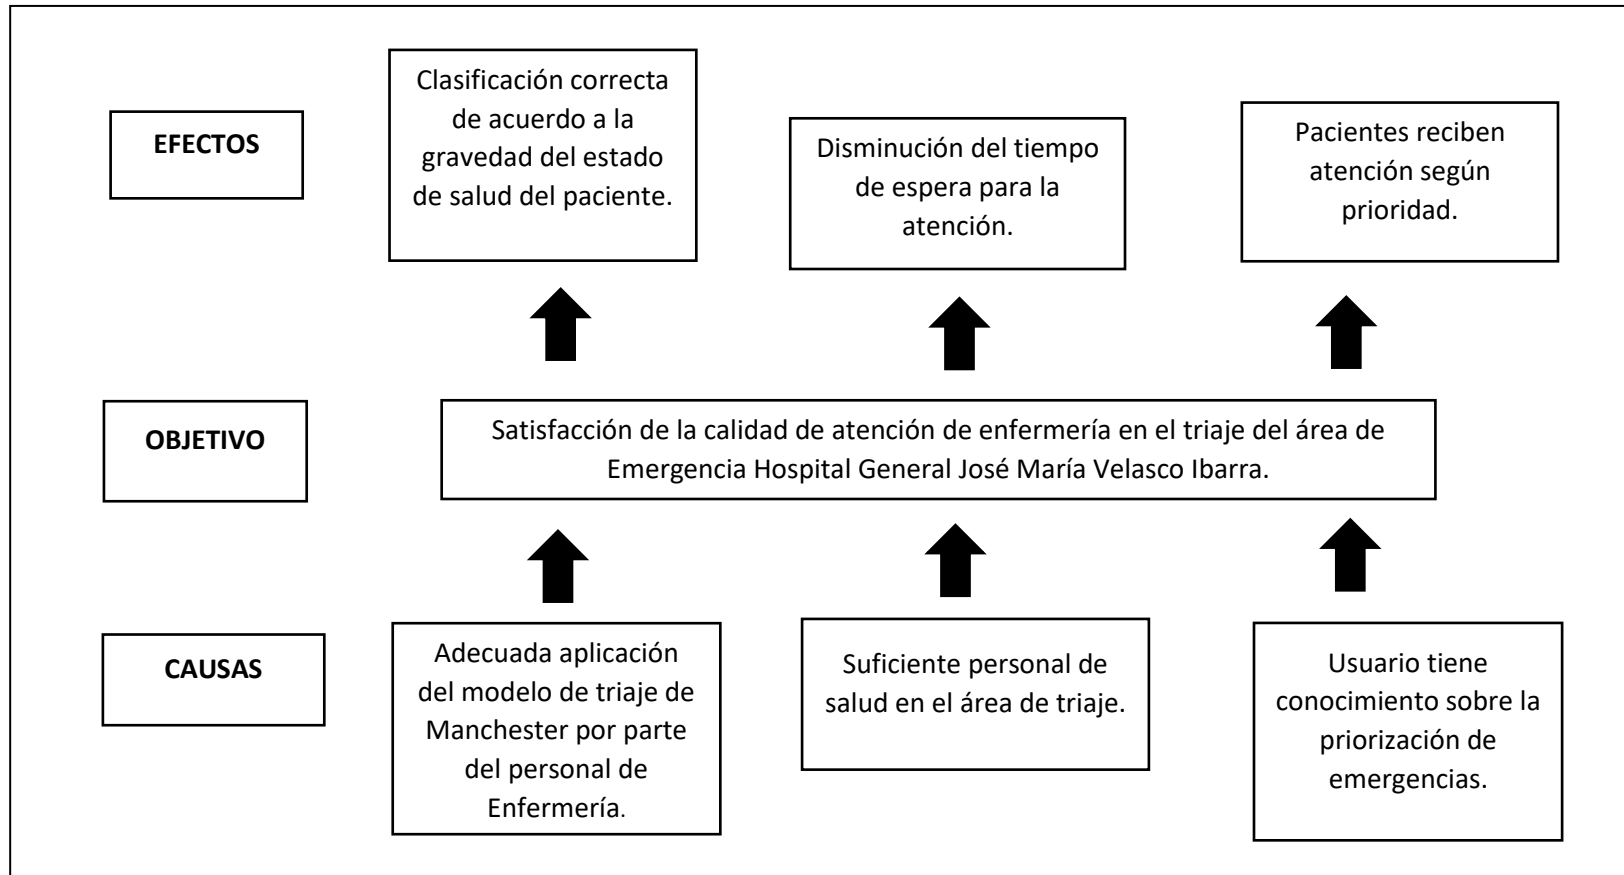 EFECTOS
Clasificación correcta
de acuerdo a la
gravedad del estado
de salud del paciente.
Disminución del tiempo
de espera para la
atención.
Pacientes reciben
atención según
prioridad.
OBJETIVO
Satisfacción de la calidad de atención de enfermería en el triaje del área de
Emergencia Hospital General José María Velasco Ibarra.
CAUSAS
Adecuada aplicación
del modelo de triaje de
Manchester por parte
del personal de
Enfermería.
Suficiente personal de
salud en el área de triaje.
Usuario tiene
conocimiento sobre la
priorización de
emergencias.